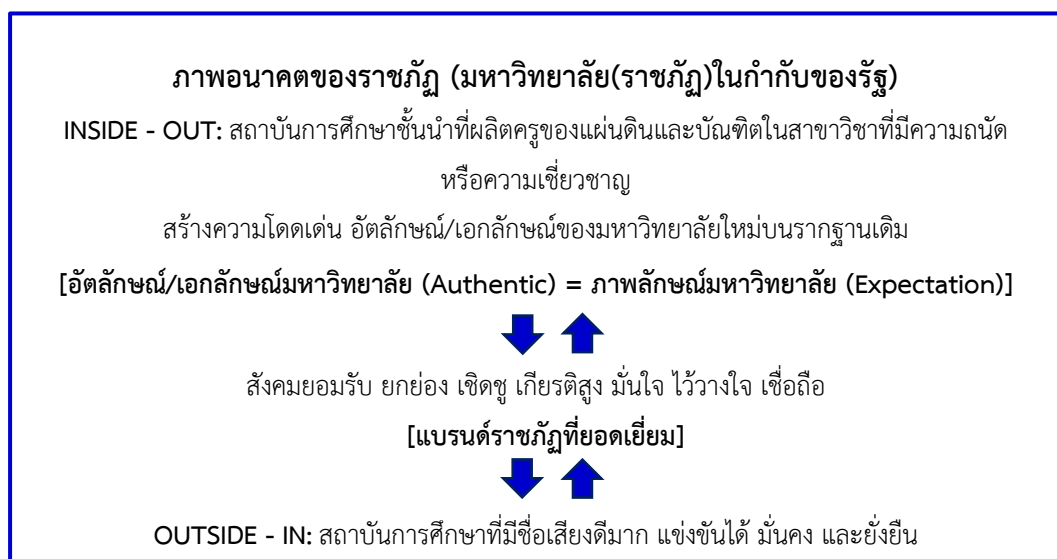 ภาพอนาคตของราชภัฏ (มหาวิทยาลัย(ราชภัฏ)ในกำกับของรัฐ)
INSIDE - OUT: สถาบันการศึกษาชั้นนำที่ผลิตครูของแผ่นดินและบัณฑิตในสาขาวิชาที่มีความถนัด
หรือความเชี่ยวชาญ
สร้างความโดดเด่น อัตลักษณ์/เอกลักษณ์ของมหาวิทยาลัยใหม่บนรากฐานเดิม
[อัตลักษณ์/เอกลักษณ์มหาวิทยาลัย (Authentic) = ภาพลักษณ์มหาวิทยาลัย (Expectation)]
สังคมยอมรับ ยกย่อง เชิดชู เกียรติสูง มั่นใจ ไว้วางใจ เชื่อถือ
[แบรนด์ราชภัฏที่ยอดเยี่ยม]
OUTSIDE - IN: สถาบันการศึกษาที่มีชื่อเสียงดีมาก แข่งขันได้ มั่นคง และยั่งยืน